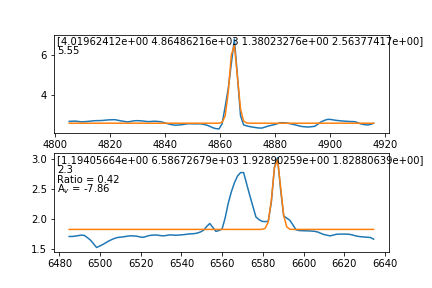 [4.01962412e+00 4.86486216e+03 1.38023276e+00 2.56377417e+00]
5.55
6
4
4800 4820 4840 4860 4880 4900 4920
[1.19405664e+00 6.58672679e+03 1.92890259e+00 1.82880639e+00]
2.3
Ratio = 0.42
Av = -7.86
3.0
2.5
2.0
1.5
6480 6500 6520 6540 6560 6580 6600 6620 6640